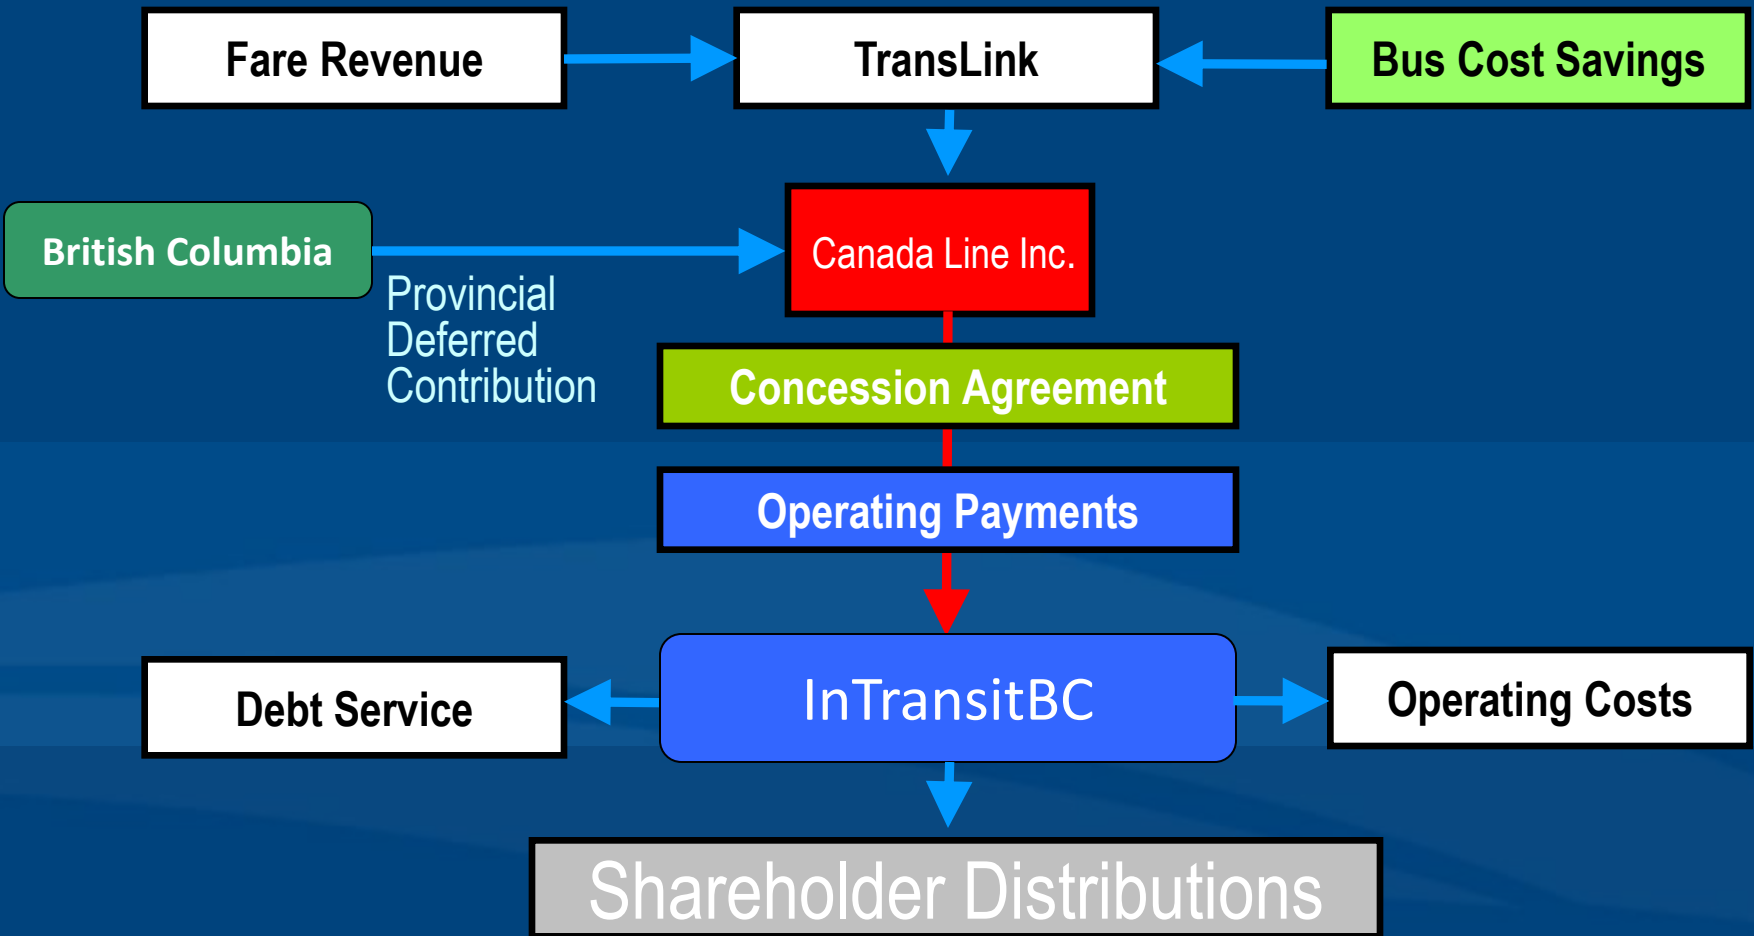 Fare Revenue
TransLink
Bus Cost Savings
British Columbia
Canada Line Inc.
Provincial
Deferred
Contribution
Concession Agreement
Operating Payments
Debt Service
InTransitBC
Operating Costs
Shareholder Distributions